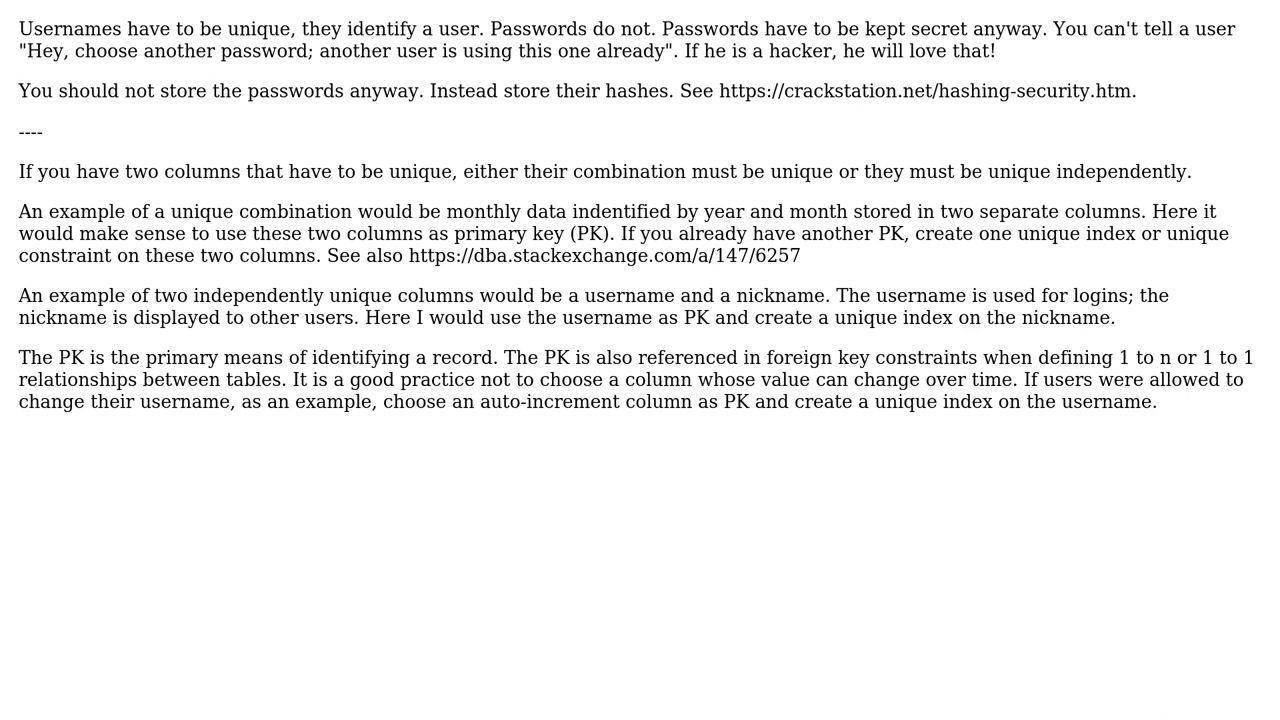 Usernames have to be unique, they identify a user. Passwords do not. Passwords have to be kept secret anyway. You can't tell a user
"Hey, choose another password; another user is using this one already". If he is a hacker, he will love that!
You should not store the passwords anyway. Instead store their hashes. See https://crackstation.net/hashing-security.htm.
----
If you have two columns that have to be unique, either their combination must be unique or they must be unique independently.
An example of a unique combination would be monthly data indentified by year and month stored in two separate columns. Here it
would make sense to use these two columns as primary key (PK). If you already have another PK, create one unique index or unique
constraint on these two columns. See also https://dba.stackexchange.com/a/147/6257
An example of two independently unique columns would be a username and a nickname. The username is used for logins; the
nickname is displayed to other users. Here I would use the username as PK and create a unique index on the nickname.
The PK is the primary means of identifying a record. The PK is also referenced in foreign key constraints when defining 1 to n or 1 to 1
relationships between tables. It is a good practice not to choose a column whose value can change over time. If users were allowed to
change their username, as an example, choose an auto-increment column as PK and create a unique index on the username.